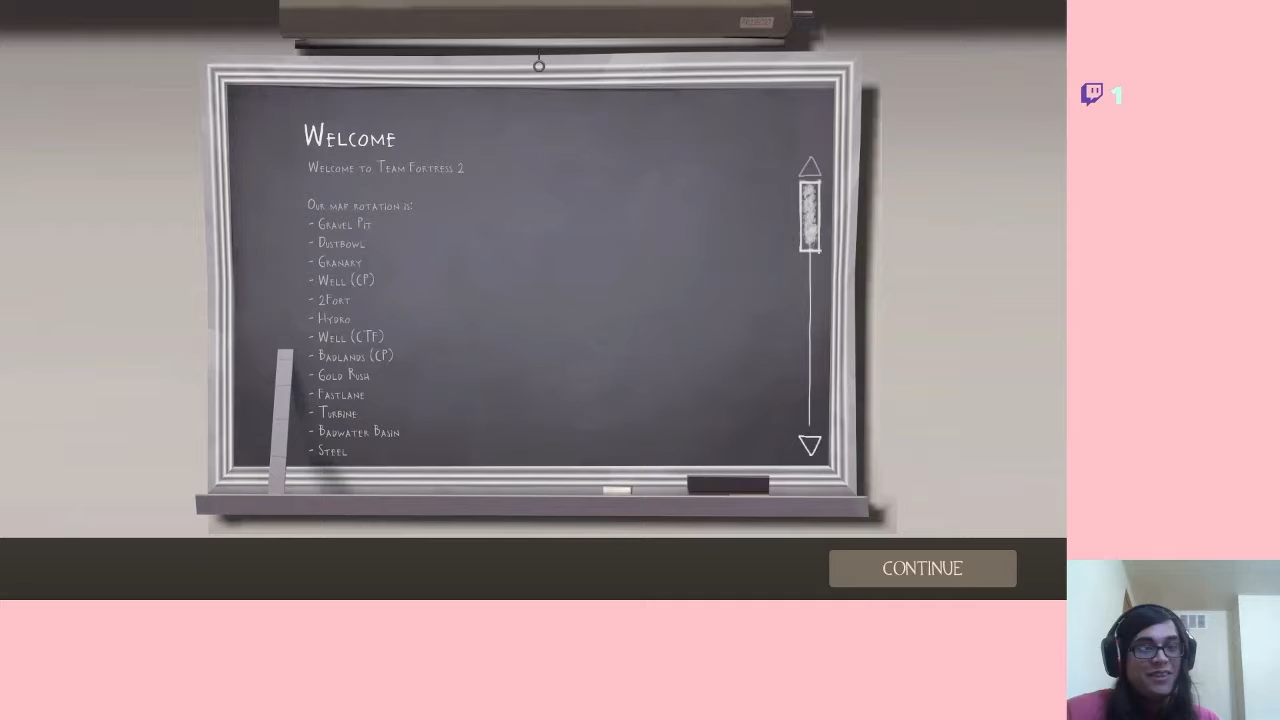 Welcome
Welcome to Team Fortress 2
Our map rotation is:
- Gravel Pit
- Dustbowl
- Granary
- Well (CP)
- 2Fort
- Hydro
- Well (CTF)
- Badlands (CP)
- Gold Rush
- Fastlane
- Turbine
- Badwater Basin
- Steel
CONTINUE
1